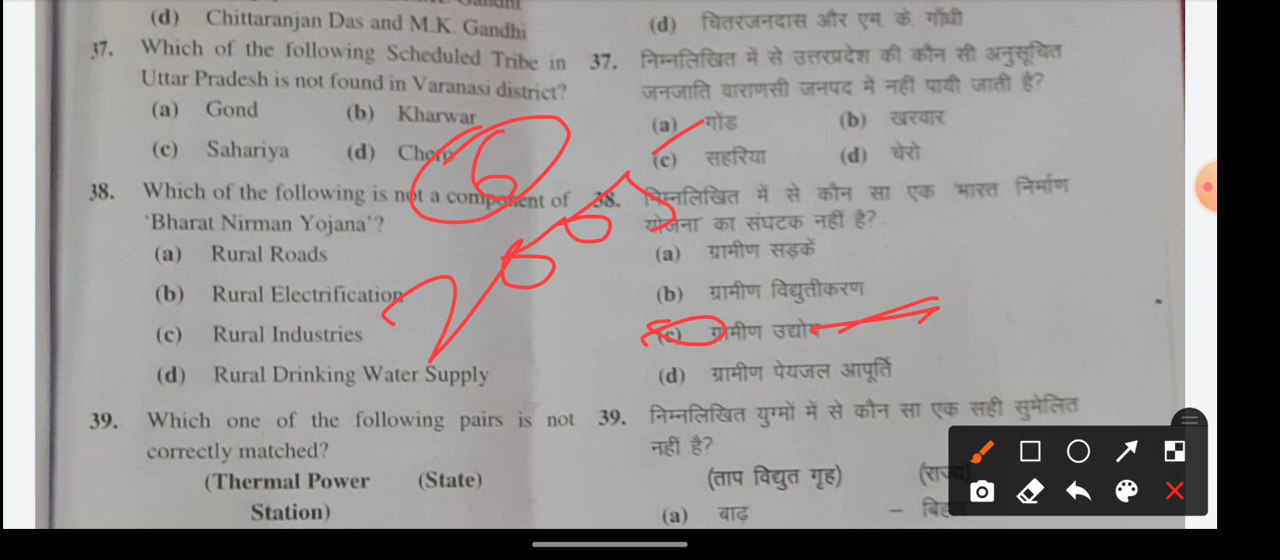 (d) Chittaranjan Das and M.K. Gandhi
37. Which of the following Scheduled Tribe in
Uttar Pradesh is not found in Varanasi district?
(a) Gond (b) Kharwar
(c) Sahariya (d) Chero
38. Which of the following is not a component of
'Bharat Nirman Yojana'?
(a) Rural Roads
(b) Rural Electrification
(c) Rural Industries
(d) Rural Drinking Water Supply
39. Which one of the following pairs is not
correctly matched?
(Thermal Power (State)
Station)
(d) चितरंजनदास और एम. के. गाँधी
37. निम्नलिखित में से उत्तरप्रदेश की कौन सी अनुसूचित
जनजाति वाराणसी जनपद में नहीं पायी जाती है?
(a) गोंड (b) खरवार
(c) सहरिया (d) चेरो
38. निम्नलिखित में से कौन सा एक 'भारत निर्माण
योजना' का संघटक नहीं है?
(a) ग्रामीण सड़कें
(b) ग्रामीण विद्युतीकरण
(c) ग्रामीण उद्योग
(d) ग्रामीण पेयजल आपूर्ति
39. निम्नलिखित युग्मों में से कौन सा एक सही सुमेलित
नहीं है?
(ताप विद्युत गृह)
(a) बाढ़ –